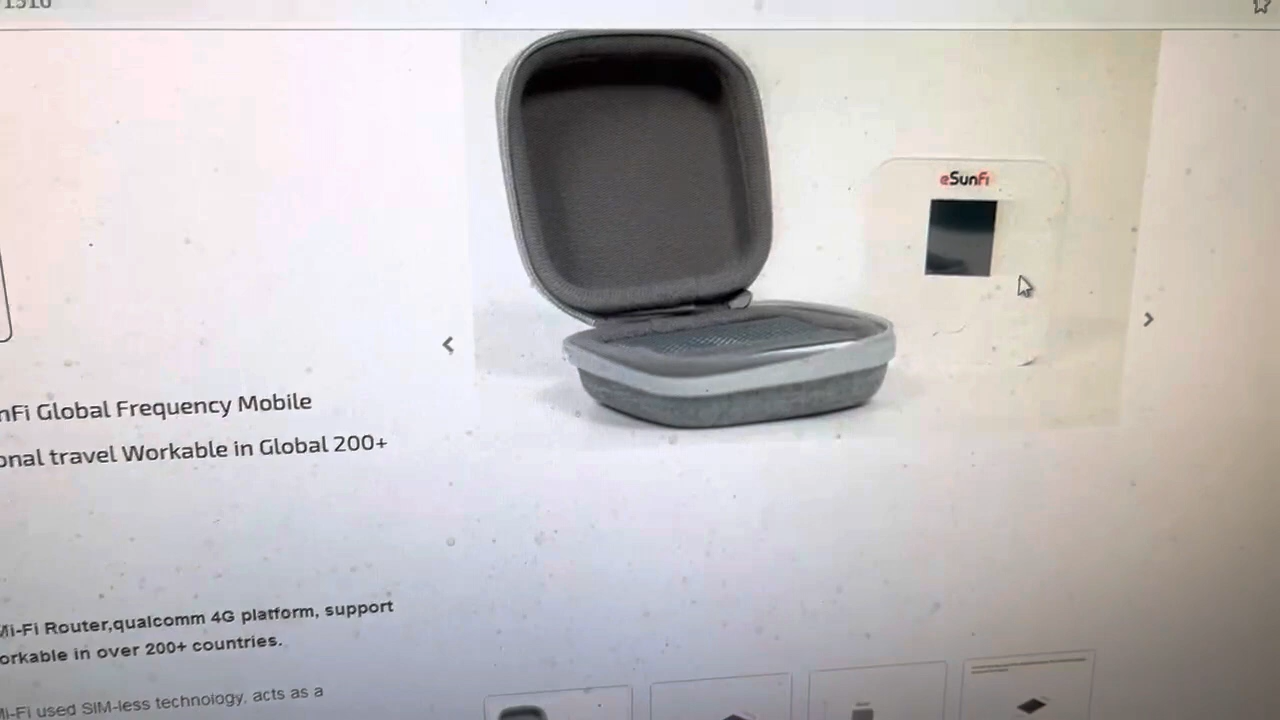 eSunFi
nFi Global Frequency Mobile
onal travel Workable in Global 200+
Mi-Fi Router,qualcomm 4G platform, support
orkable in over 200+ countries.
Mi-Fi used SIM-less technology, acts as a